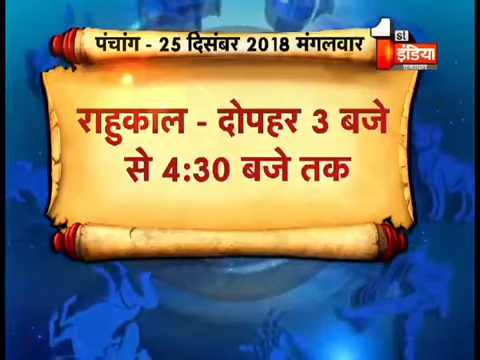 पंचांग - 25 दिसंबर 2018 मंगलवार
1st
इंडिया
राहुकाल - दोपहर 3 बजे
से 4:30 बजे तक